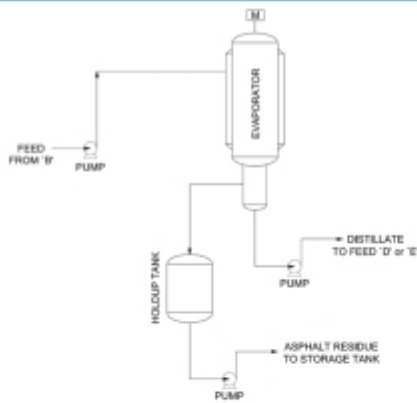 M
EVAPORATOR
FEED
FROM 'B'
PUMP
HOLDUP TANK
DISTILLATE
TO FEED 'D' or 'E'
PUMP
ASPHALT RESIDUE
TO STORAGE TANK
PUMP